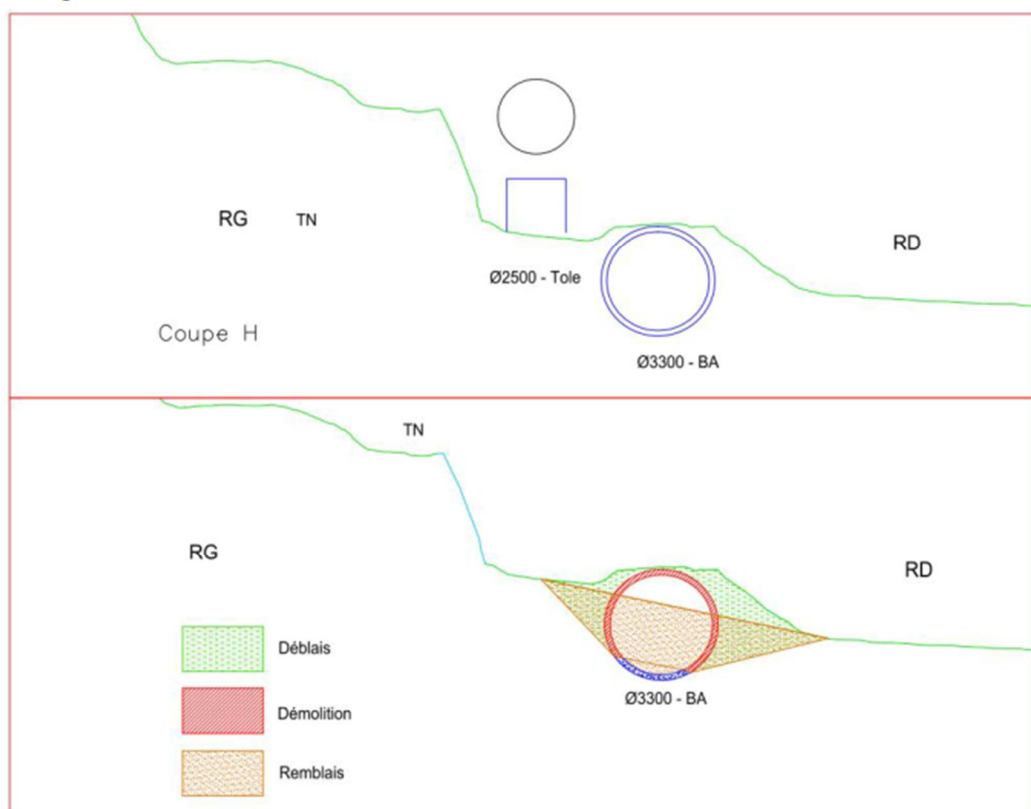 RG
TN
RD
Ø2500 - Tole
Coupe H
Ø3300 - BA
TN
RG
RD
Déblais
Ø3300 - BA
Démolition
Remblais